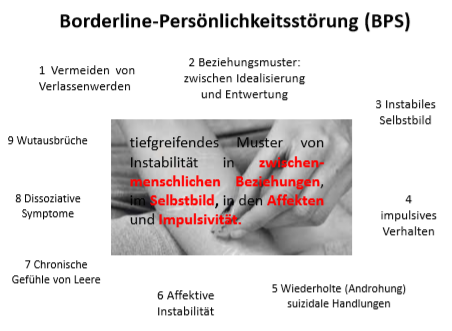 Borderline-Persönlichkeitsstörung (BPS)
1 Vermeiden von
Verlassenwerden
2 Beziehungsmuster:
zwischen Idealisierung
und Entwertung
3 Instabiles
Selbstbild
4
impulsives
Verhalten
5 Wiederholte (Androhung)
suizidale Handlungen
6 Affektive
Instabilität
7 Chronische
Gefühle von Leere
8 Dissoziative
Symptome
9 Wutausbrüche
tiefgreifendes Muster von
Instabilität in zwischen-
menschlichen Beziehungen,
im Selbstbild, in den Affekten
und Impulsivität.